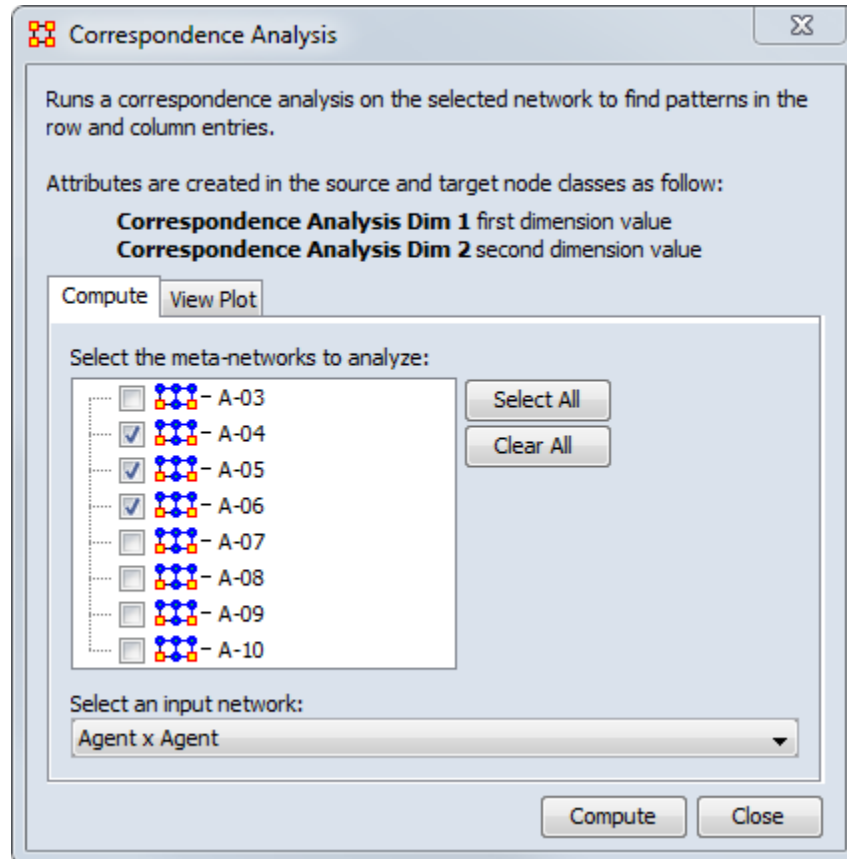 Correspondence Analysis
Runs a correspondence analysis on the selected network to find patterns in the
row and column entries.
Attributes are created in the source and target node classes as follow:
Correspondence Analysis Dim 1 first dimension value
Correspondence Analysis Dim 2 second dimension value
Compute View Plot
Select the meta-networks to analyze:
A-03
Select All
A-04
Clear All
A-05
A-06
A-07
A-08
A-09
A-10
Select an input network:
Agent x Agent
Compute Close